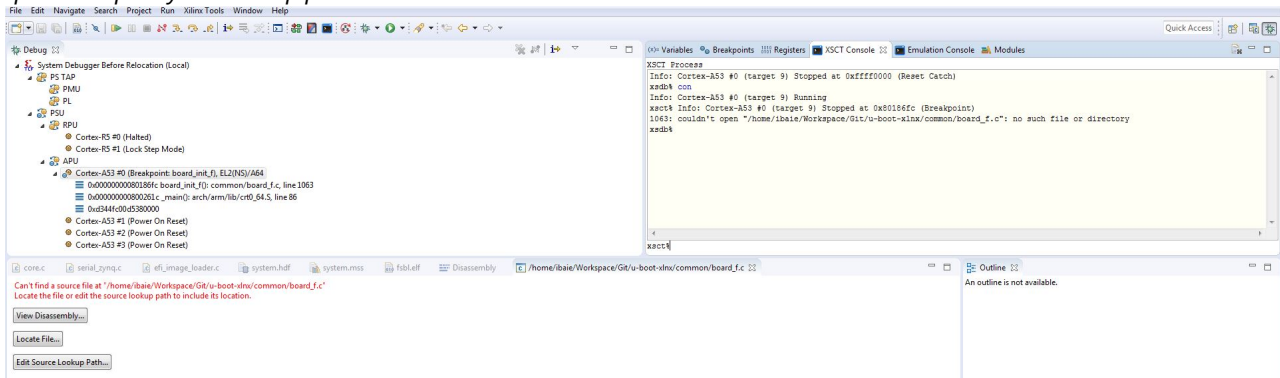 File Edit Navigate Search Project Run Xilinx Tools Window Help
Quick Access
Debug
System Debugger Before Relocation (Local)
PS TAP
PMU
PL
PSU
RPU
Cortex-R5 #0 (Halted)
Cortex-R5 #1 (Lock Step Mode)
APU
Cortex-A53 #0 (Breakpoint: board_init_f), EL2(NS)/A64
0x00000000080186fc board_init_f(): common/board_f.c, line 1063
0x000000000800261c _main(): arch/arm/lib/crt0_64.S, line 86
0xd344fc00d5380000
Cortex-A53 #1 (Power On Reset)
Cortex-A53 #2 (Power On Reset)
Cortex-A53 #3 (Power On Reset)
(x)= Variables Breakpoints Registers XSCT Console Emulation Console Modules
XSCT Process
Info: Cortex-A53 #0 (target 9) Stopped at 0xffff0000 (Reset Catch)
xsdb% con
Info: Cortex-A53 #0 (target 9) Running
xsct% Info: Cortex-A53 #0 (target 9) Stopped at 0x80186fc (Breakpoint)
1063: couldn't open "/home/ibaie/Workspace/Git/u-boot-xlnx/common/board_f.c": no such file or directory
xsdb%
xsct%
core.c serial_zynq.c efi_image_loader.c system.hdf system.mss fsbl.elf Disassembly /home/ibaie/Workspace/Git/u-boot-xlnx/common/board_f.c
Can't find a source file at "/home/ibaie/Workspace/Git/u-boot-xlnx/common/board_f.c"
Locate the file or edit the source lookup path to include its location.
View Disassembly...
Locate File...
Edit Source Lookup Path...
Outline
An outline is not available.